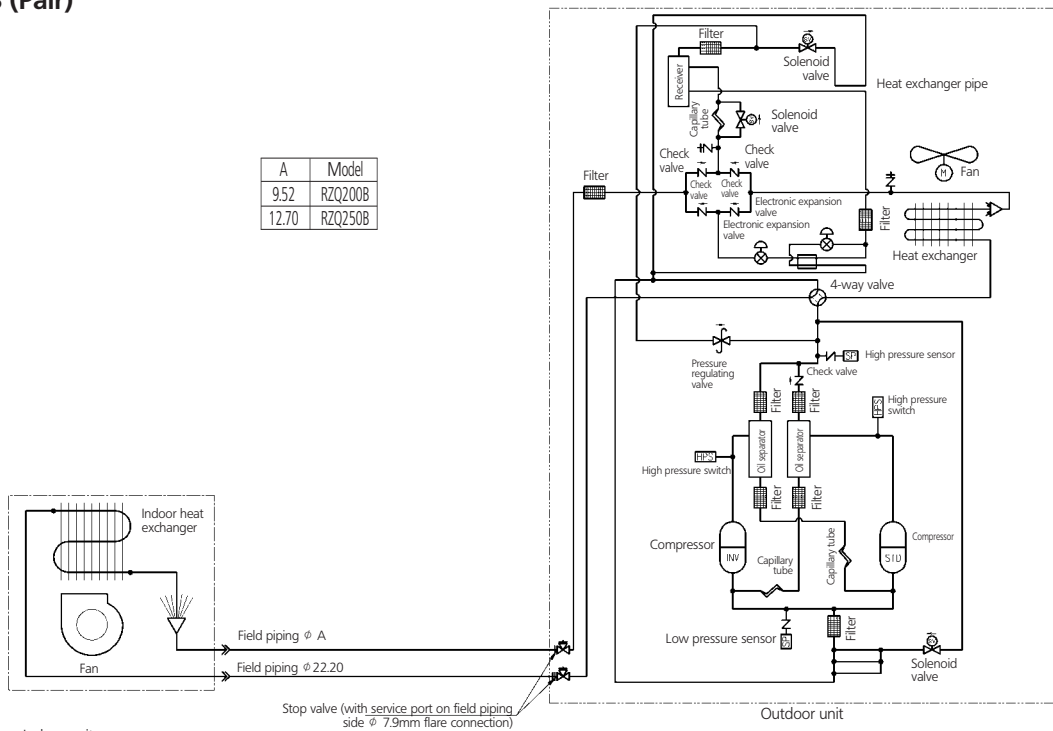 (Pair)
A Model
9.52 RZQ200B
12.70 RZQ250B
Filter
Solenoid
valve
Receiver
Heat exchanger pipe
Capillary
tube
Solenoid
valve
Check
valve
Check
valve
Check
valve
Check
valve
Filter
Electronic expansion
valve
Electronic expansion
valve
Filter
M
Fan
Heat exchanger
4-way valve
Pressure
regulating
valve
SP
High pressure sensor
Check valve
Filter
Filter
HPS
High pressure
switch
Oil separator
Oil separator
HPS
High pressure switch
Filter
Filter
Compressor
INV
Capillary
tube
Capillary tube
Compressor
STD
Low pressure sensor
SP
Filter
Solenoid
valve
Indoor heat
exchanger
Fan
Field piping φ A
Field piping φ 22.20
Stop valve (with service port on field piping
side φ 7.9mm flare connection)
Outdoor unit